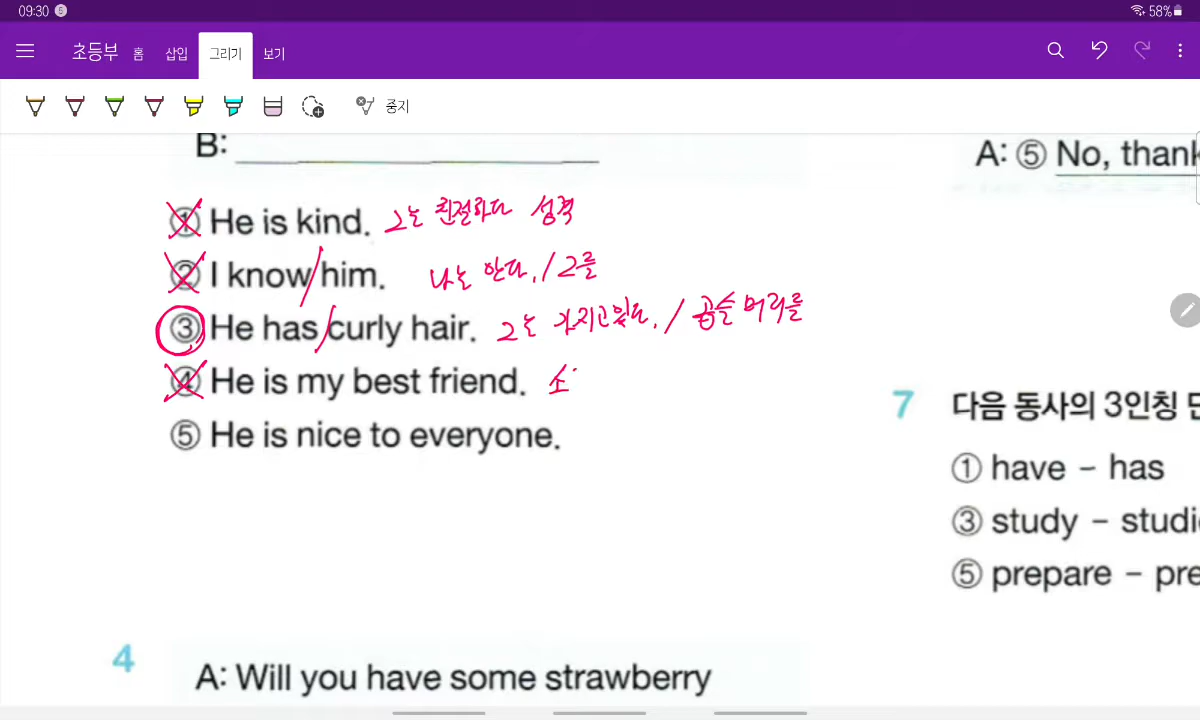 09:30 5 58%
초등부 홈 삽입 그리기 보기
중지
B:
① He is kind. 그는 친절하다 성격
② I know/him. 나는 안다./그를
③ He has/curly hair. 그는 가지고있다./곱슬머리를
④ He is my best friend. 소
⑤ He is nice to everyone.
4
A: Will you have some strawberry
A: ⑤ No, thank
7 다음 동사의 3인칭 단
① have – has
③ study – studi
⑤ prepare – pre